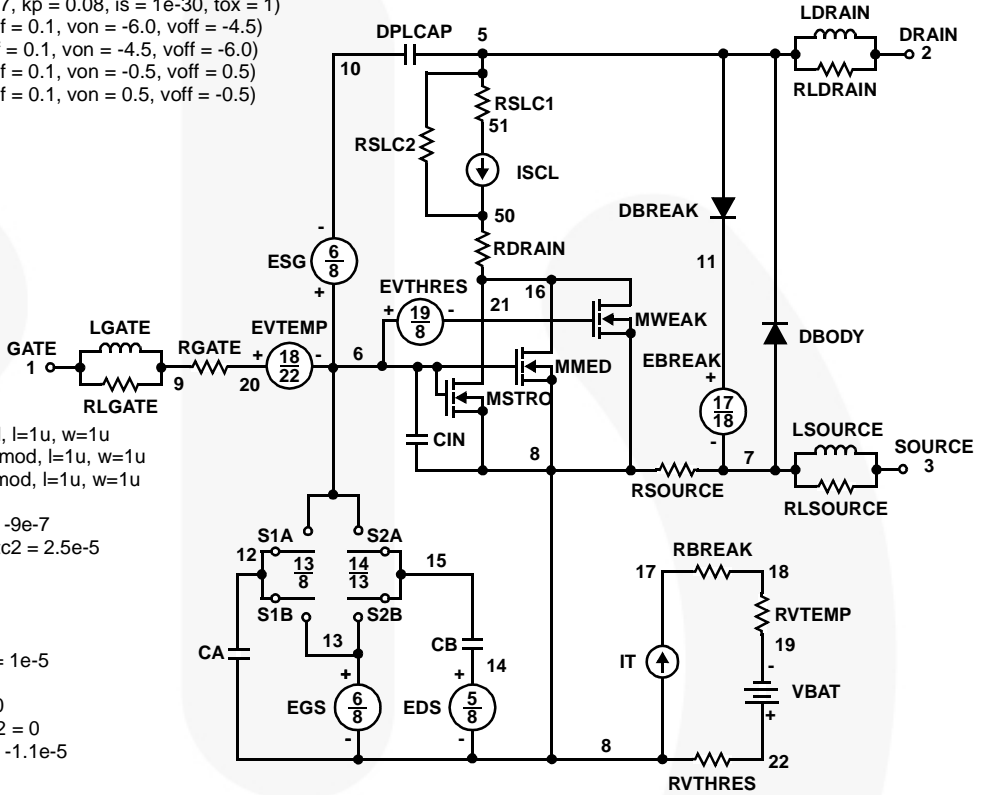 7, kp = 0.08, is = 1e-30, tox = 1)
f = 0.1, von = -6.0, voff = -4.5)
f = 0.1, von = -4.5, voff = -6.0)
f = 0.1, von = -0.5, voff = 0.5)
f = 0.1, von = 0.5, voff = -0.5)
LDRAIN
DPLCAP
5
DRAIN
2
10
RLDRAIN
RSLC1
51
RSLC2
ISCL
50
DBREAK
RDRAIN
-
ESG
6
8
+
11
EVTHRES
16
+
19
8
-
21
MWEAK
DBODY
LGATE
GATE
1
RGATE
EVTEMP
+
18
22
-
6
9
20
RLGATE
MMED
EBREAK
+
17
18
-
MSTRO
CIN
8
7
LSOURCE
SOURCE
3
RSOURCE
RLSOURCE
l, l=1u, w=1u
mod, l=1u, w=1u
mod, l=1u, w=1u
-9e-7
c2 = 2.5e-5
S1A
S2A
12
13
8
14
13
15
S1B
S2B
RBREAK
17
18
RVTEMP
19
13
CA
CB
14
IT
-
VBAT
+
= 1e-5
0
2 = 0
-1.1e-5
+
EGS
6
8
-
+
EDS
5
8
-
8
22
RVTHRES